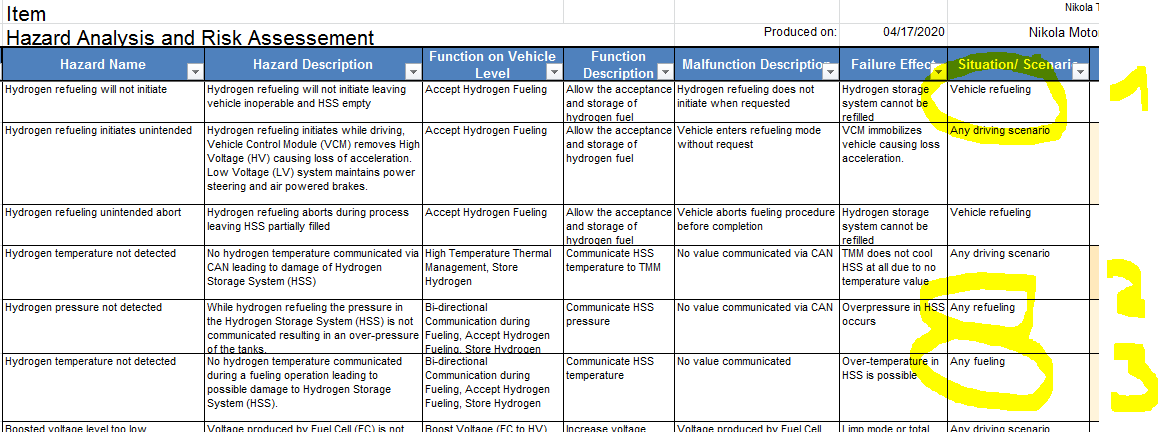 Item
Nikola T
Hazard Analysis and Risk Assessement
Produced on: 04/17/2020 Nikola Moto
Hazard Name Hazard Description Function on Vehicle Level Function Description Malfunction Description Failure Effect Situation/ Scenario
Hydrogen refueling will not initiate
Hydrogen refueling will not initiate leaving
vehicle inoperable and HSS empty
Accept Hydrogen Fueling
Allow the acceptance
and storage of
hydrogen fuel
Hydrogen refueling does not
initiate when requested
Hydrogen storage
system cannot be
refilled
Vehicle refueling
1
Hydrogen refueling initiates unintended
Hydrogen refueling initiates while driving,
Vehicle Control Module (VCM) removes High
Voltage (HV) causing loss of acceleration.
Low Voltage (LV) system maintains power
steering and air powered brakes.
Accept Hydrogen Fueling
Allow the acceptance
and storage of
hydrogen fuel
Vehicle enters refueling mode
without request
VCM immobilizes
vehicle causing loss
acceleration.
Any driving scenario
Hydrogen refueling unintended abort
Hydrogen refueling aborts during process
leaving HSS partially filled
Accept Hydrogen Fueling
Allow the acceptance
and storage of
hydrogen fuel
Vehicle aborts fueling procedure
before completion
Hydrogen storage
system cannot be
refilled
Vehicle refueling
Hydrogen temperature not detected
No hydrogen temperature communicated via
CAN leading to damage of Hydrogen
Storage System (HSS)
High Temperature Thermal
Management, Store
Hydrogen
Communicate HSS
temperature to TMM
No value communicated via CAN
TMM does not cool
HSS at all due to no
temperature value
Any driving scenario
2
Hydrogen pressure not detected
While hydrogen refueling the pressure in
the Hydrogen Storage System (HSS) is not
communicated resulting in an over-pressure
of the tanks.
Bi-directional
Communication during
Fueling, Accept Hydrogen
Fueling, Store Hydrogen
Communicate HSS
pressure
No value communicated via CAN
Overpressure in HSS
occurs
Any refueling
Hydrogen temperature not detected
No hydrogen temperature communicated
during a fueling operation leading to
possible damage to Hydrogen Storage
System (HSS).
Bi-directional
Communication during
Fueling, Accept Hydrogen
Fueling, Store Hydrogen
Communicate HSS
temperature
No value communicated
Over-temperature in
HSS is possible
Any fueling
3
Boosted voltage level too low
Voltage produced by Fuel Cell (FC) is not
Boost Voltage (FC to HV)
Increase voltage
Voltage produced by Fuel Cell
Limp mode or total
Any driving scenario